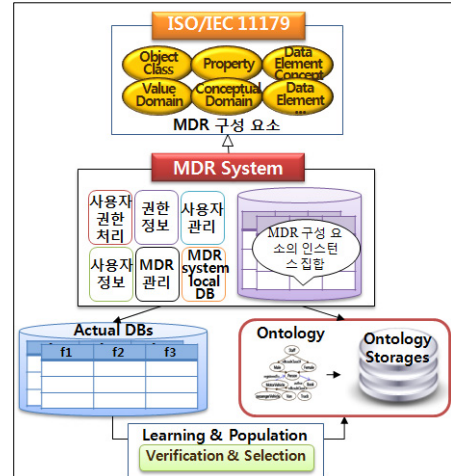 ISO/IEC 11179
Object
Class
Property
Data
Element
Concept
Value
Domain
Conceptual
Domain
Data
Element
...
MDR 구성 요소
MDR System
사용자
권한
처리
권한
정보
사용자
관리
사용자
정보
MDR
관리
MDR
system
local
DB
MDR 구성 요
소의 인스턴
스 집합
Actual DBs
f1 f2 f3
Ontology
Ontology
Storages
Learning & Population
Verification & Selection